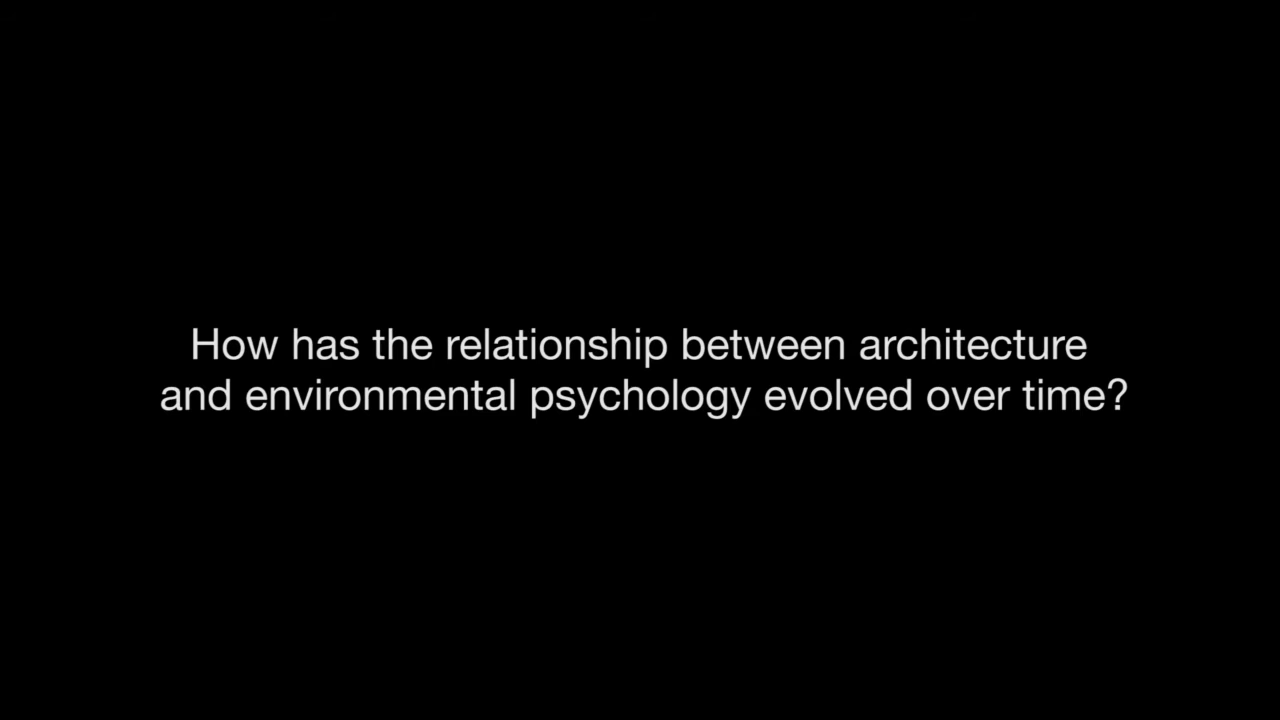 How has the relationship between architecture
and environmental psychology evolved over time?